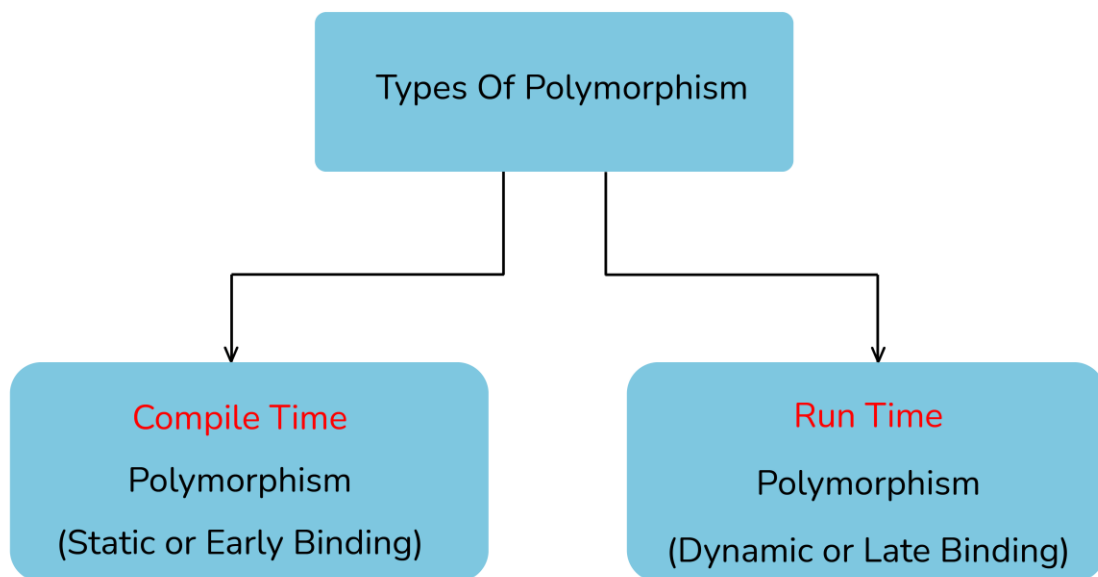 Types Of Polymorphism
Compile Time
Polymorphism
(Static or Early Binding)
Run Time
Polymorphism
(Dynamic or Late Binding)